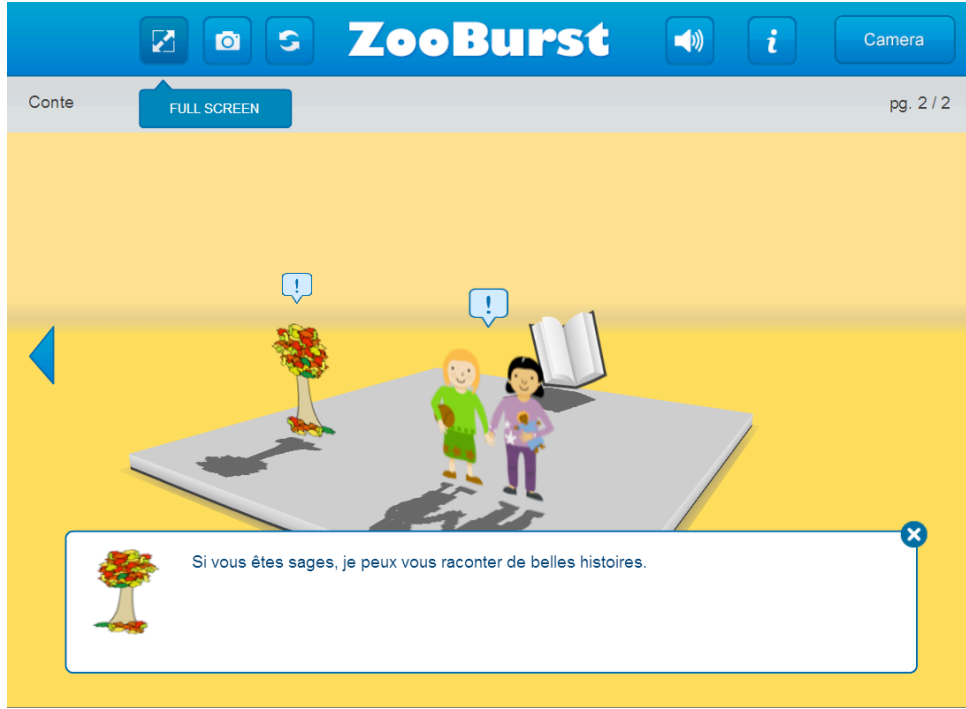 ZooBurst
Camera
Conte
FULL SCREEN
pg. 2 / 2
!
!
Si vous êtes sages, je peux vous raconter de belles histoires.